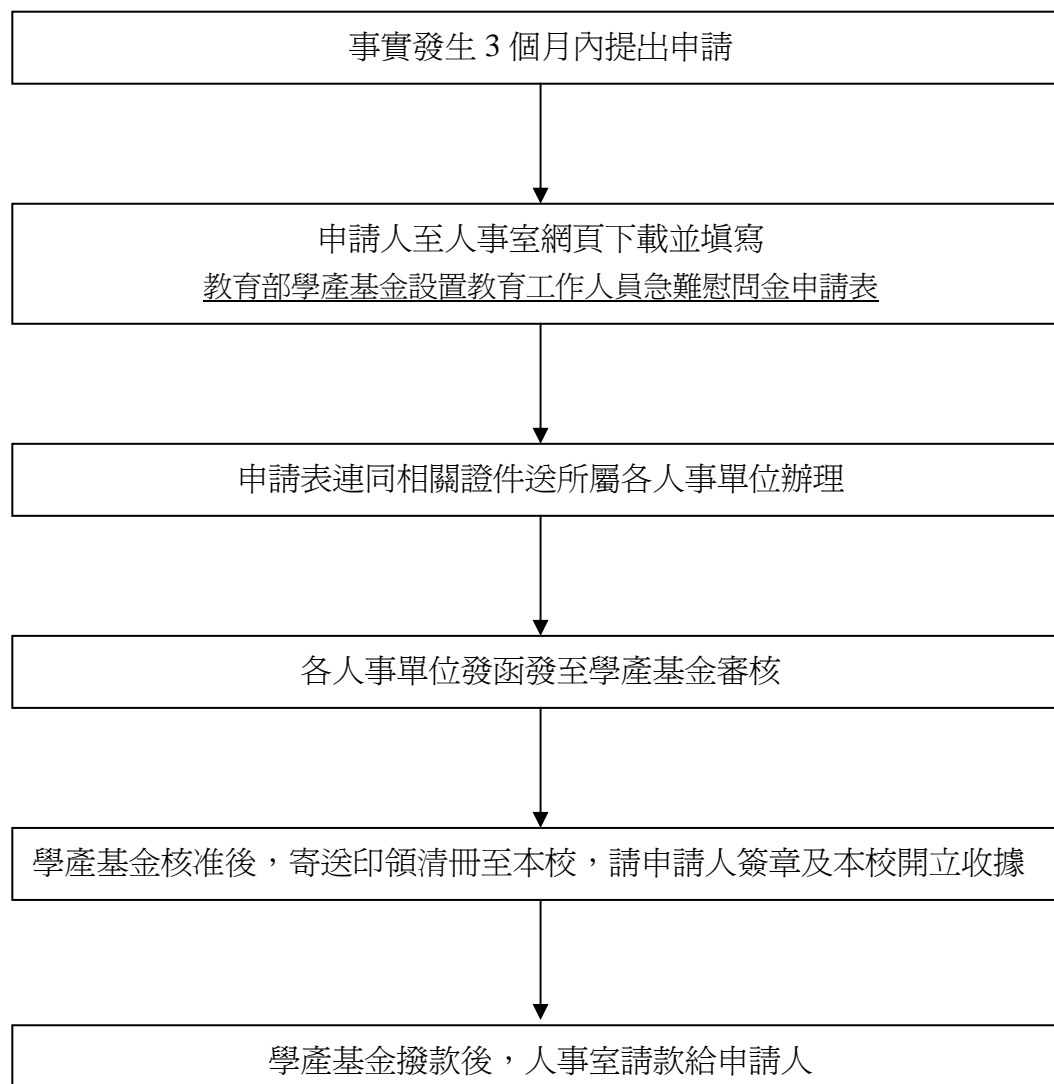 事實發生 3 個月內提出申請
申請人至人事室網頁下載並填寫
教育部學產基金設置教育工作人員急難慰問金申請表
申請表連同相關證件送所屬各人事單位辦理
各人事單位發函發至學產基金審核
學產基金核准後，寄送印領清冊至本校，請申請人簽章及本校開立收據
學產基金撥款後，人事室請款給申請人